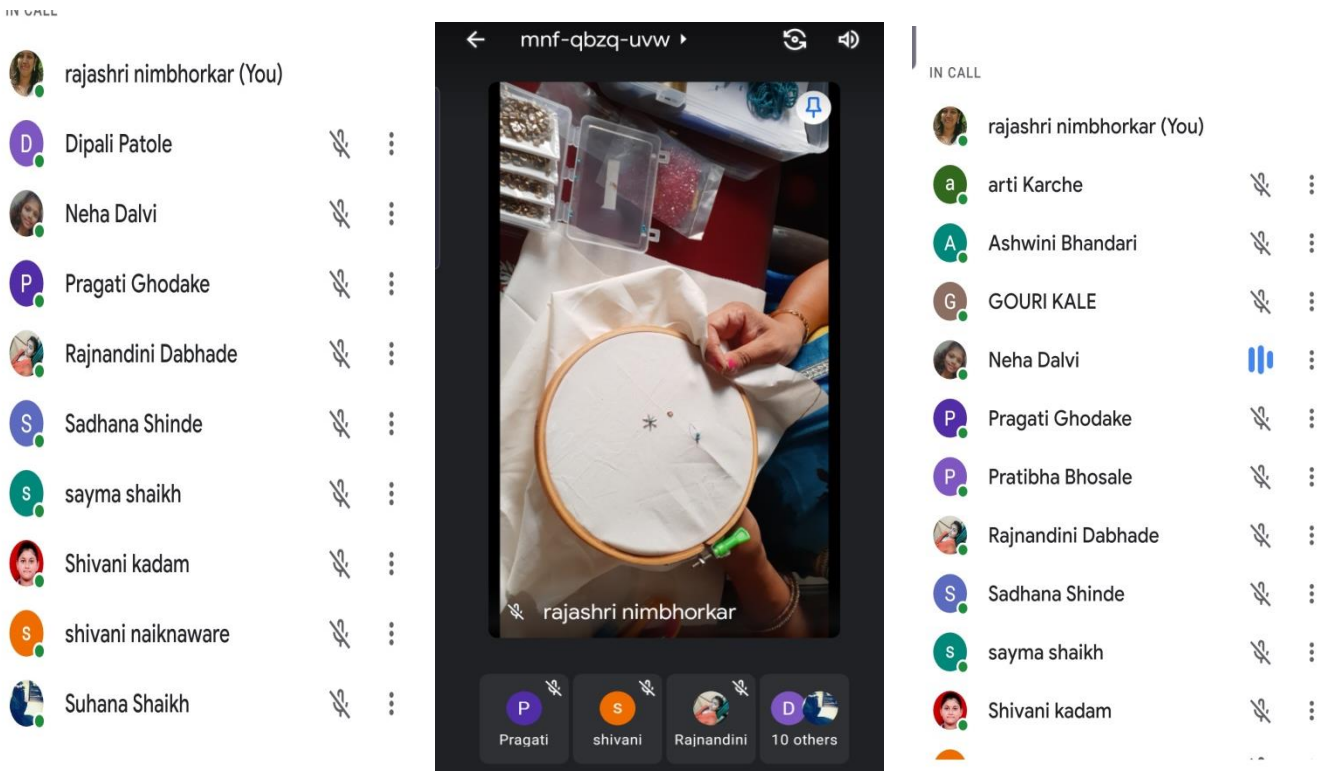 IN CALL
rajashri nimbhorkar (You)
D
Dipali Patole
Neha Dalvi
P
Pragati Ghodake
Rajnandini Dabhade
S
Sadhana Shinde
s
sayma shaikh
Shivani kadam
s
shivani naiknaware
Suhana Shaikh
mnf-qbzq-uvw
rajashri nimbhorkar
P
Pragati
s
shivani
Rajnandini
D
10 others
IN CALL
rajashri nimbhorkar (You)
a
arti Karche
A
Ashwini Bhandari
G
GOURI KALE
Neha Dalvi
P
Pragati Ghodake
P
Pratibha Bhosale
Rajnandini Dabhade
S
Sadhana Shinde
s
sayma shaikh
Shivani kadam